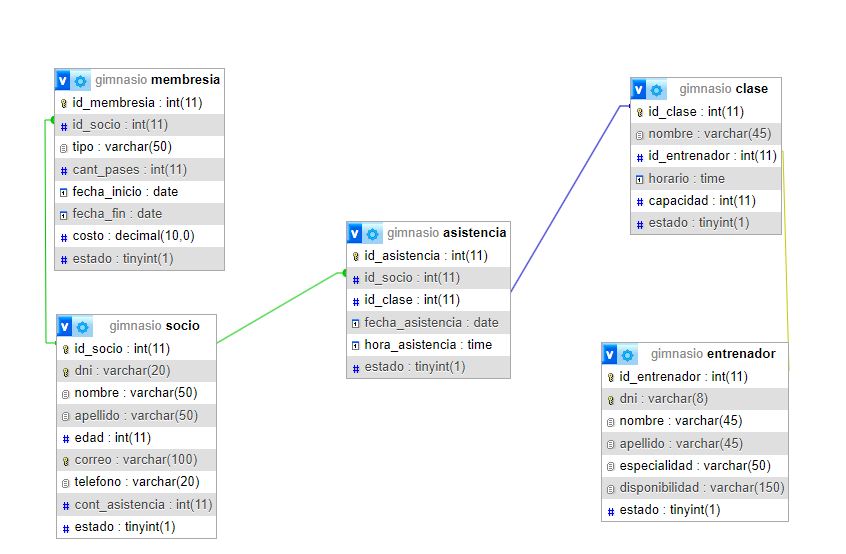 gimnasio membresia
id_membresia : int(11)
id_socio : int(11)
tipo : varchar(50)
cant_pases : int(11)
fecha_inicio : date
fecha_fin : date
costo : decimal(10,0)
estado : tinyint(1)
gimnasio socio
id_socio : int(11)
dni : varchar(20)
nombre : varchar(50)
apellido : varchar(50)
edad : int(11)
correo : varchar(100)
telefono : varchar(20)
cont_asistencia : int(11)
estado : tinyint(1)
gimnasio asistencia
id_asistencia : int(11)
id_socio : int(11)
id_clase : int(11)
fecha_asistencia : date
hora_asistencia : time
estado : tinyint(1)
gimnasio clase
id_clase : int(11)
nombre : varchar(45)
id_entrenador : int(11)
horario : time
capacidad : int(11)
estado : tinyint(1)
gimnasio entrenador
id_entrenador : int(11)
dni : varchar(8)
nombre : varchar(45)
apellido : varchar(45)
especialidad : varchar(50)
disponibilidad : varchar(150)
estado : tinyint(1)